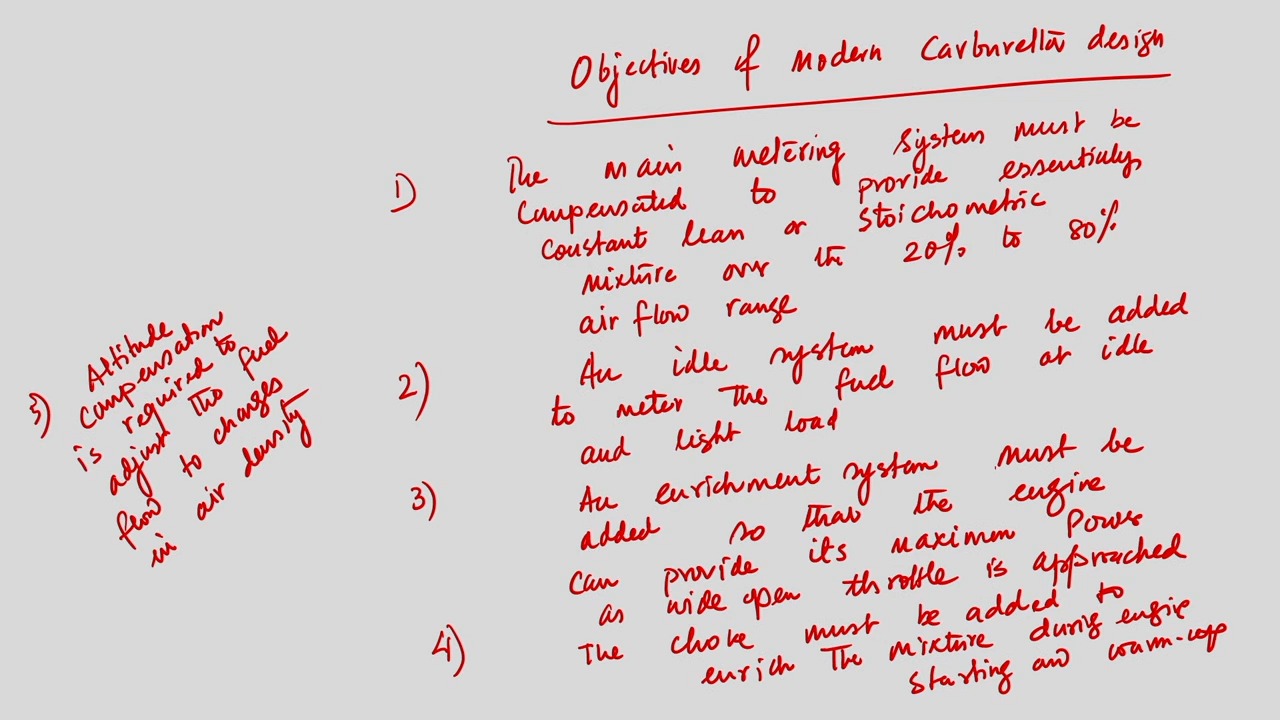 Objectives of modern Carburettor design
1) The main metering system must be
compensated to provide essentially
constant lean or stoichometric
mixture over the 20% to 80%
air flow range
2) An idle system must be added
to meter the fuel flow at idle
and light load
3) An enrichment system must be
added so that the engine
can provide its maximum power
as wide open throttle is approached
4) The choke must be added to
enrich the mixture during engine
starting and warm-up
5) Altitude
compensation
is required to
adjust the fuel
flow to changes
in air density